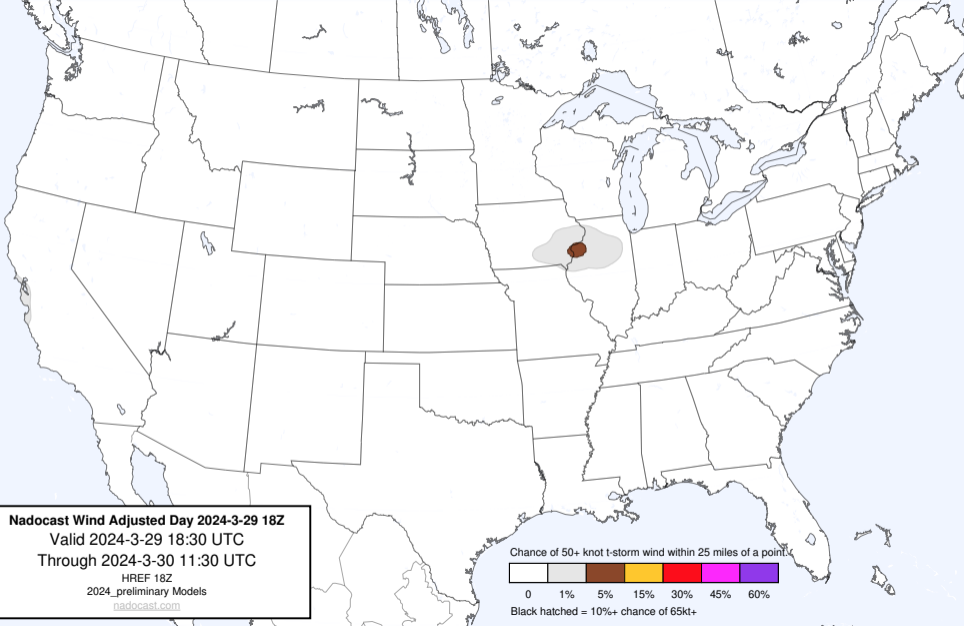 Nadocast Wind Adjusted Day 2024-3-29 18Z
Valid 2024-3-29 18:30 UTC
Through 2024-3-30 11:30 UTC
HREF 18Z
2024_preliminary Models
nadocast.com
Chance of 50+ knot t-storm wind within 25 miles of a point.
0 1% 5% 15% 30% 45% 60%
Black hatched = 10%+ chance of 65kt+